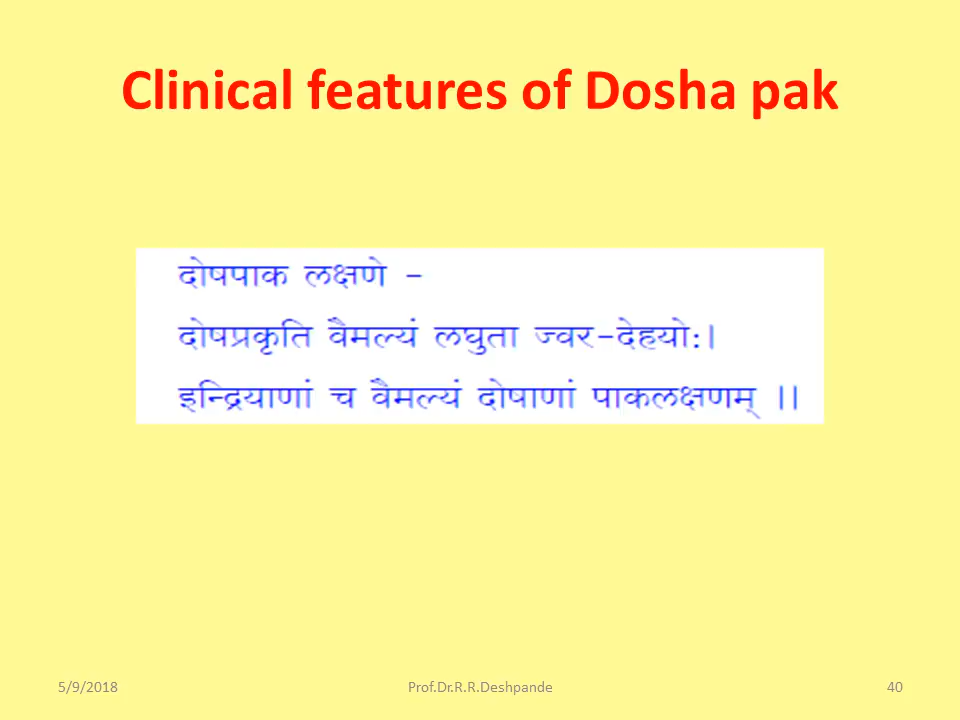 Clinical features of Dosha pak
दोषपाक लक्षणे -
दोषप्रकृति वैमल्यं लघुता ज्वर-देहयो:।
इन्द्रियाणां च वैमल्यं दोषाणां पाकलक्षणम् ।।
5/9/2018
Prof.Dr.R.R.Deshpande
40